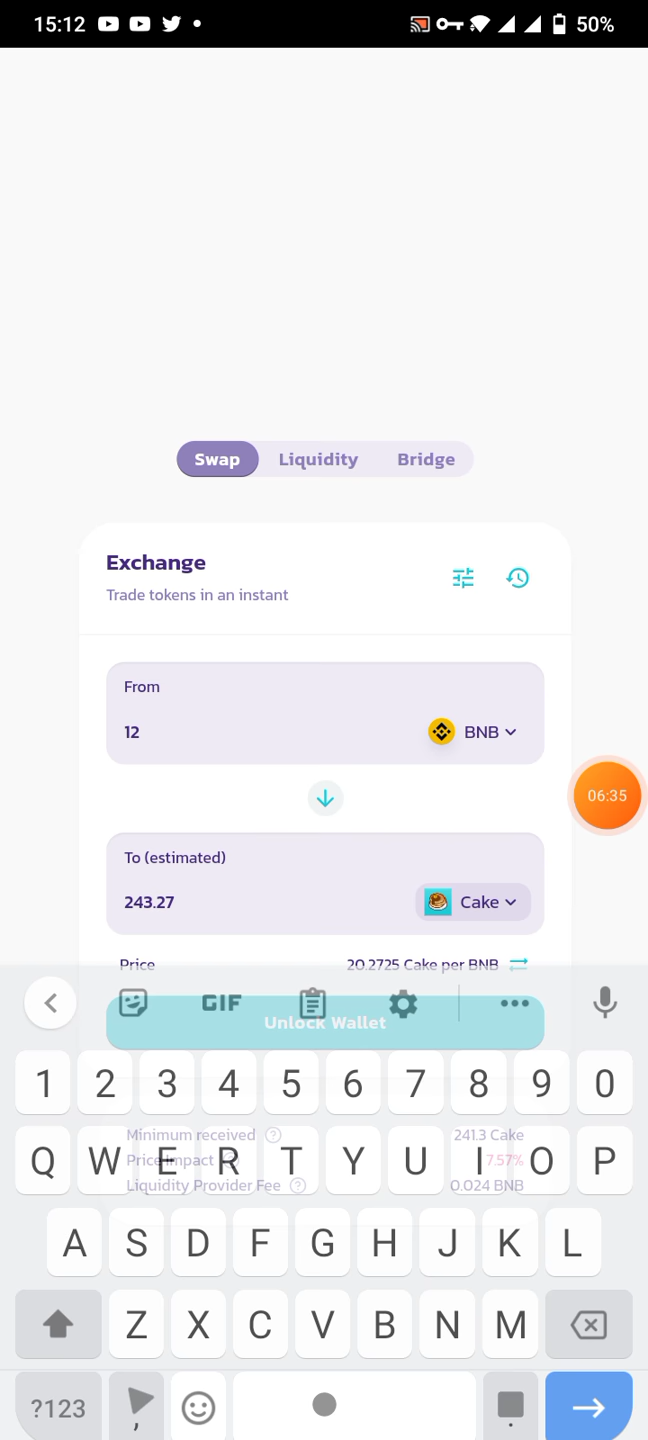 15:12 50%
Swap Liquidity Bridge
Exchange
Trade tokens in an instant
From
12 BNB
06:35
To (estimated)
243.27 Cake
Price 20.2725 Cake per BNB
GIF
Unlock Wallet
1 2 3 4 5 6 7 8 9 0
Minimum received ? 241.3 Cake
Q W E R T Y U I O P
Price Impact 7.57%
Liquidity Provider Fee ? 0.024 BNB
A S D F G H J K L
Z X C V B N M
?123 , .